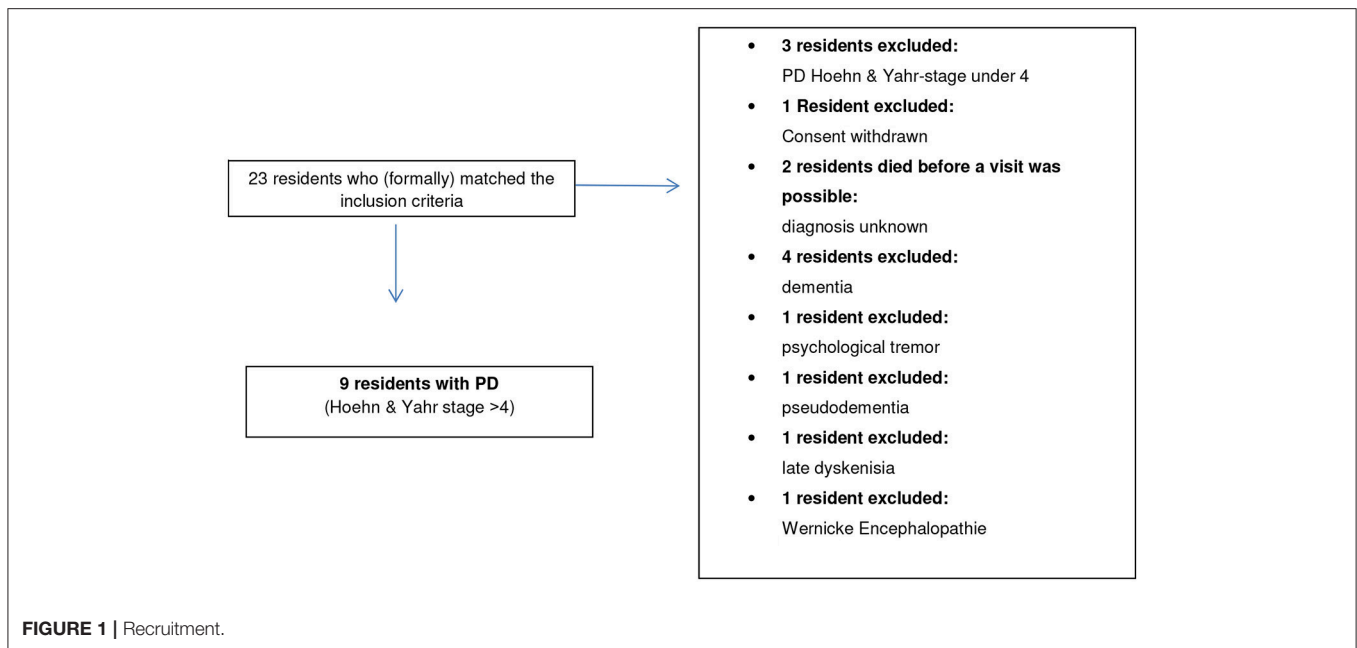 23 residents who (formally) matched the
inclusion criteria
9 residents with PD
(Hoehn & Yahr stage >4)
• 3 residents excluded:
PD Hoehn & Yahr-stage under 4
• 1 Resident excluded:
Consent withdrawn
• 2 residents died before a visit was
possible:
diagnosis unknown
• 4 residents excluded:
dementia
• 1 resident excluded:
psychological tremor
• 1 resident excluded:
pseudodementia
• 1 resident excluded:
late dyskenisia
• 1 resident excluded:
Wernicke Encephalopathie
FIGURE 1 | Recruitment.